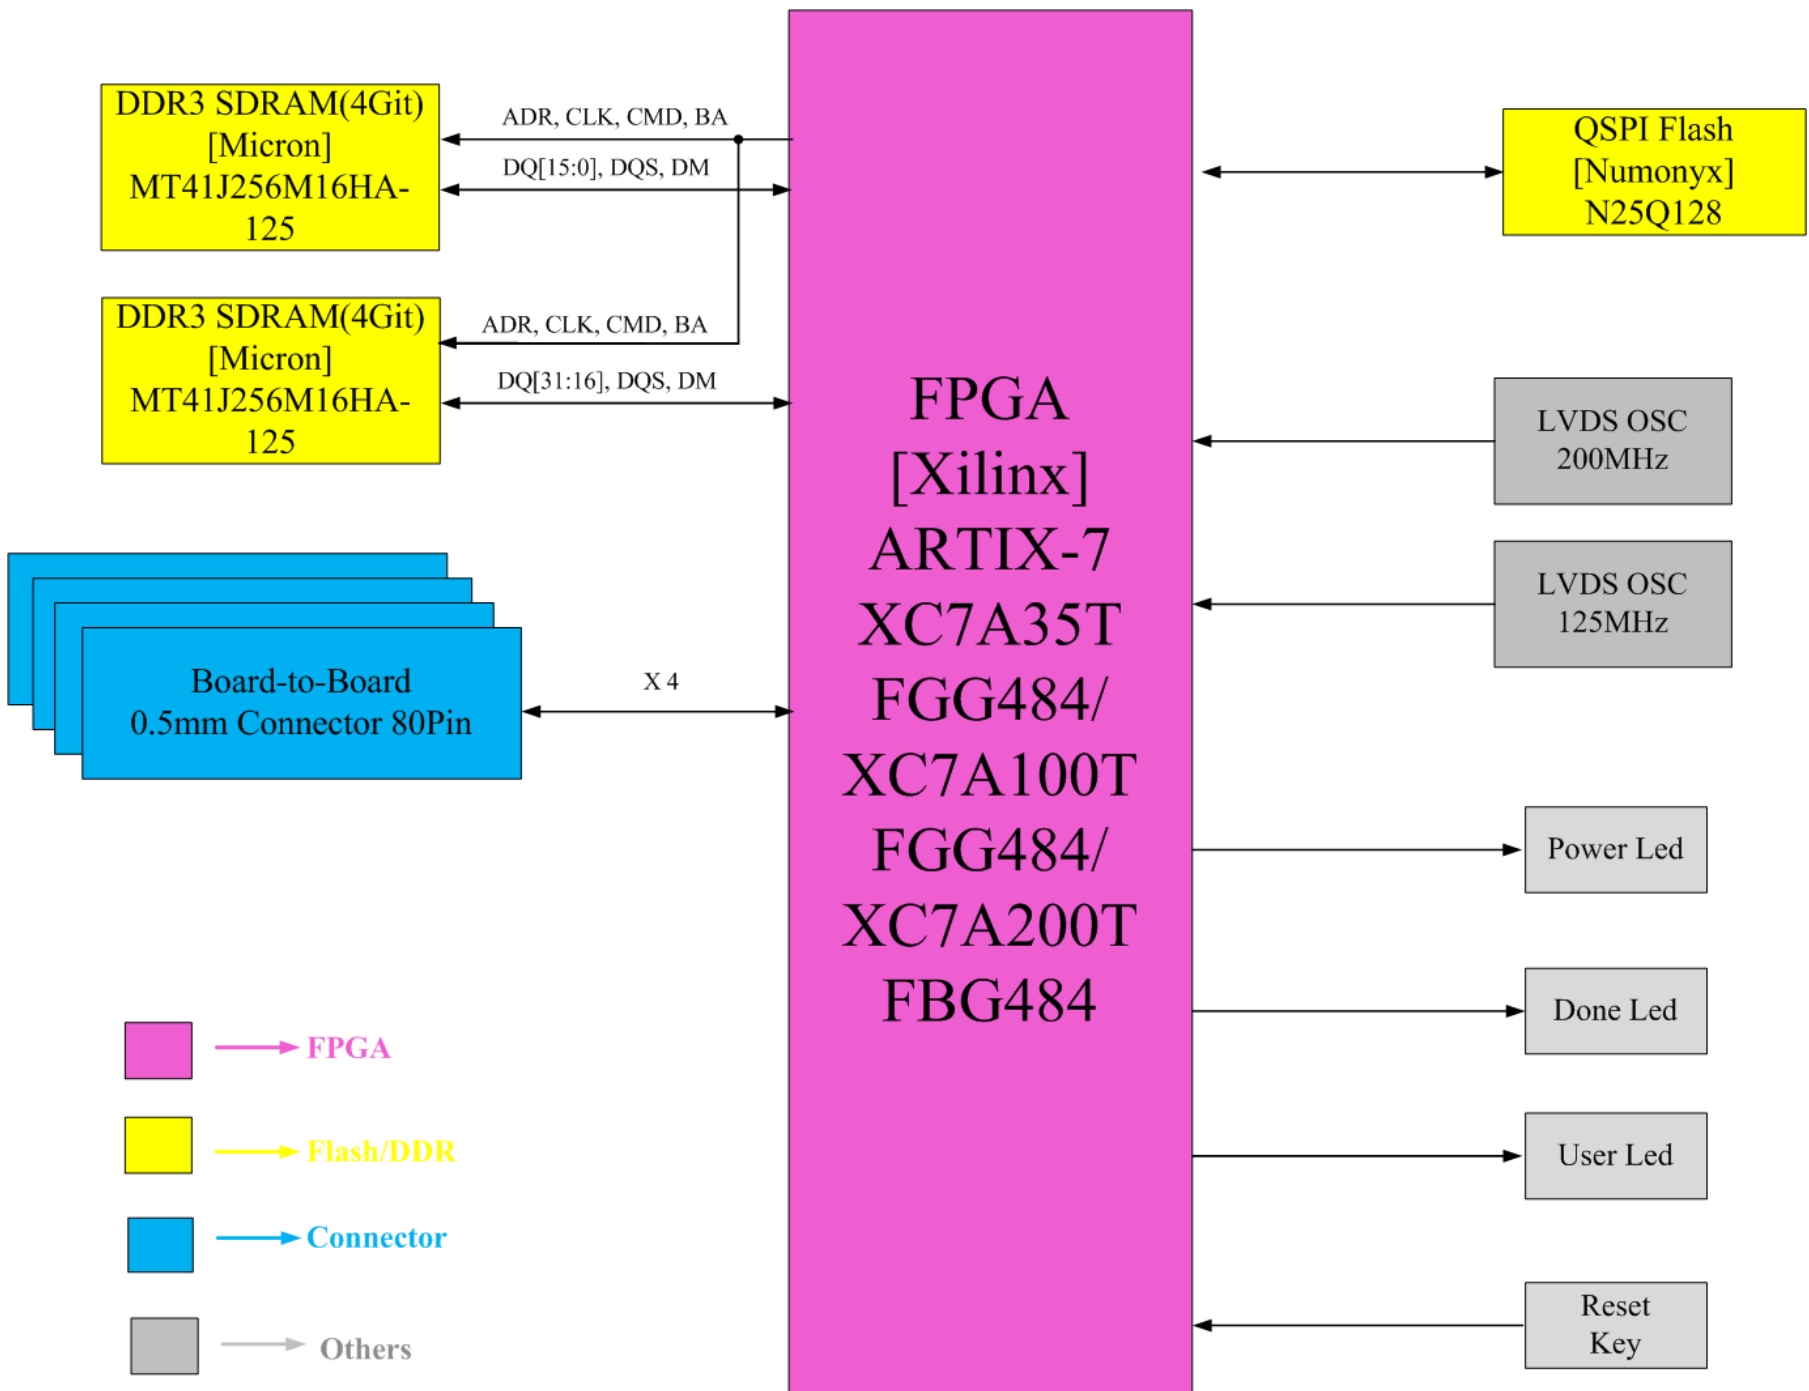 DDR3 SDRAM(4Git)
[Micron]
MT41J256M16HA-
125
ADR, CLK, CMD, BA
DQ[15:0], DQS, DM
DDR3 SDRAM(4Git)
[Micron]
MT41J256M16HA-
125
ADR, CLK, CMD, BA
DQ[31:16], DQS, DM
Board-to-Board
0.5mm Connector 80Pin
X 4
FPGA
[Xilinx]
ARTIX-7
XC7A35T
FGG484/
XC7A100T
FGG484/
XC7A200T
FBG484
QSPI Flash
[Numonyx]
N25Q128
LVDS OSC
200MHz
LVDS OSC
125MHz
Power Led
Done Led
User Led
Reset
Key
FPGA
Flash/DDR
Connector
Others